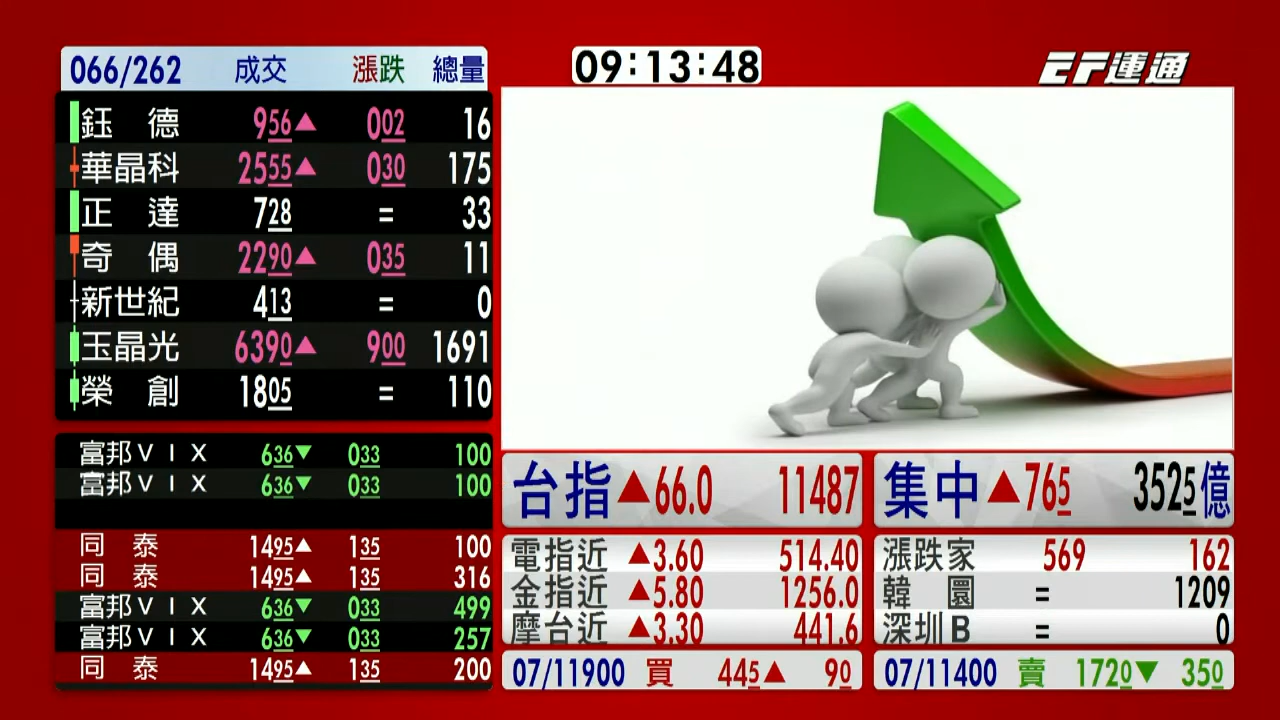 066/262 成交 漲跌 總量
鈺德 956▲ 002 16
華晶科 2555▲ 030 175
正達 728 = 33
奇偶 2290▲ 035 11
新世紀 413 = 0
玉晶光 6390▲ 900 1691
榮創 1805 = 110
富邦VIX 636▼ 033 100
富邦VIX 636▼ 033 100
同泰 1495▲ 135 100
同泰 1495▲ 135 316
富邦VIX 636▼ 033 499
富邦VIX 636▼ 033 257
同泰 1495▲ 135 200
09:13:48
EF運通
台指▲66.0 11487
電指近 ▲3.60 514.40
金指近 ▲5.80 1256.0
摩台近 ▲3.30 441.6
07/11900 買 445▲ 90
集中▲765 3525億
漲跌家 569 162
韓圜 = 1209
深圳B = 0
07/11400 賣 1720▼ 350